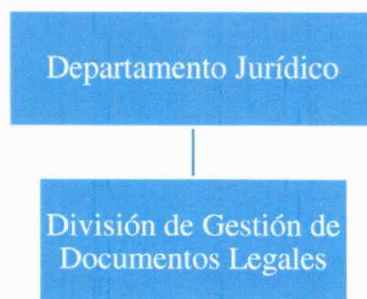 Departamento Jurídico
División de Gestión de
Documentos Legales